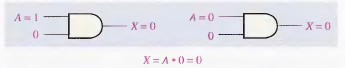 A = 1
0
X = 0
A = 0
0
X = 0
X = A • 0 = 0